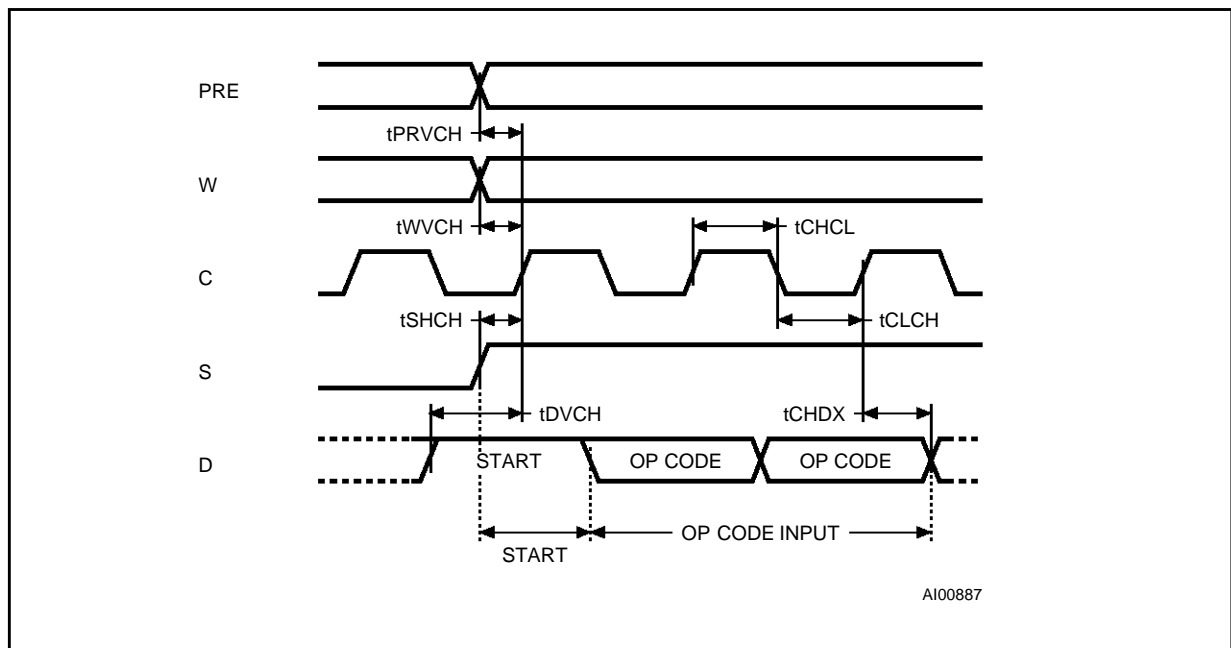 PRE
tPRVCH
W
tWVCH
tCHCL
C
tSHCH
tCLCH
S
tDVCH
tCHDX
D
START
OP CODE
OP CODE
OP CODE INPUT
START
AI00887